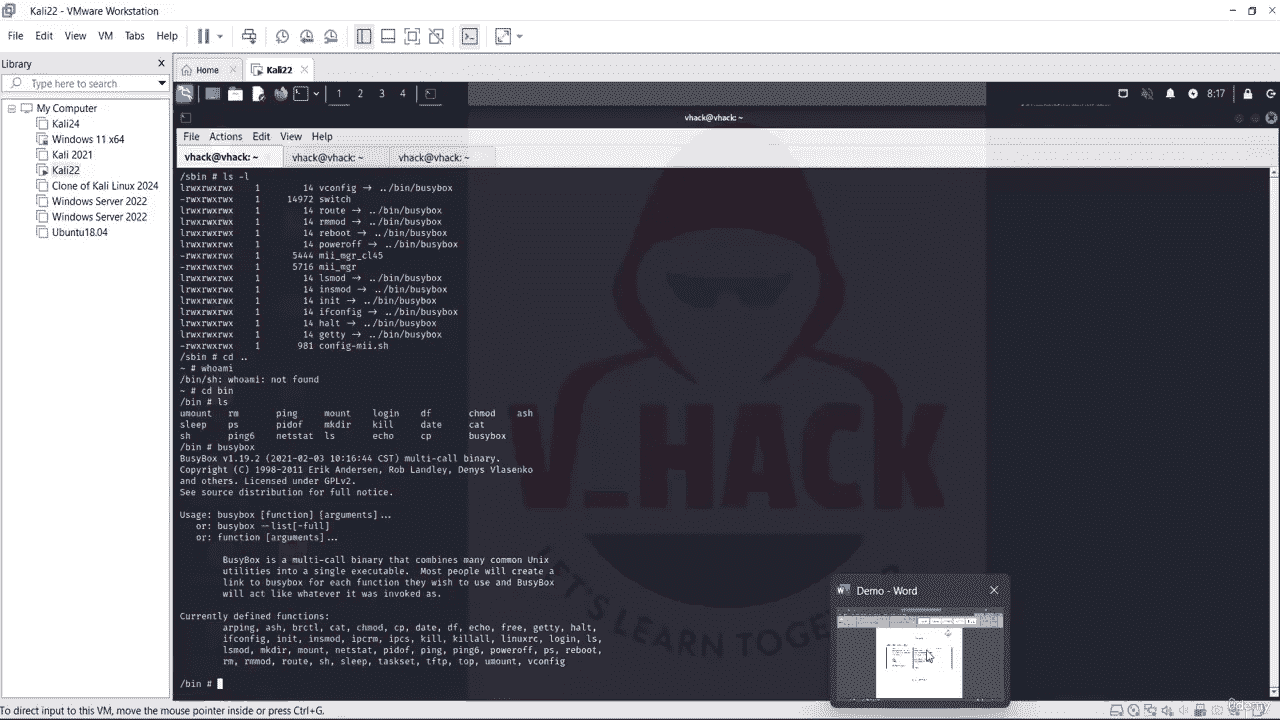 Kali22 - VMware Workstation
File Edit View VM Tabs Help
Library
Type here to search
My Computer
Kali24
Windows 11 x64
Kali 2021
Kali22
Clone of Kali Linux 2024
Windows Server 2022
Windows Server 2022
Ubuntu18.04
Home
Kali22
1 2 3 4
8:17
vhack@vhack: ~
File Actions Edit View Help
vhack@vhack: ~ vhack@vhack: ~ vhack@vhack: ~
/sbin # ls -l
lrwxrwxrwx 1 14 vconfig → ../bin/busybox
-rwxrwxrwx 1 14972 switch
lrwxrwxrwx 1 14 route → ../bin/busybox
lrwxrwxrwx 1 14 rmmod → ../bin/busybox
lrwxrwxrwx 1 14 reboot → ../bin/busybox
lrwxrwxrwx 1 14 poweroff → ../bin/busybox
-rwxrwxrwx 1 5444 mii_mgr_cl45
-rwxrwxrwx 1 5716 mii_mgr
lrwxrwxrwx 1 14 lsmod → ../bin/busybox
lrwxrwxrwx 1 14 insmod → ../bin/busybox
lrwxrwxrwx 1 14 init → ../bin/busybox
lrwxrwxrwx 1 14 ifconfig → ../bin/busybox
lrwxrwxrwx 1 14 halt → ../bin/busybox
lrwxrwxrwx 1 14 getty → ../bin/busybox
-rwxrwxrwx 1 981 config-mii.sh
/sbin # cd ..
~ # whoami
/bin/sh: whoami: not found
~ # cd bin
/bin # ls
umount rm ping mount login df chmod ash
sleep ps pidof mkdir kill date cat
sh ping6 netstat ls echo cp busybox
/bin # busybox
BusyBox v1.19.2 (2021-02-03 10:16:44 CST) multi-call binary.
Copyright (C) 1998-2011 Erik Andersen, Rob Landley, Denys Vlasenko
and others. Licensed under GPLv2.
See source distribution for full notice.
Usage: busybox [function] [arguments]...
or: busybox --list[-full]
or: function [arguments]...
BusyBox is a multi-call binary that combines many common Unix
utilities into a single executable. Most people will create a
link to busybox for each function they wish to use and BusyBox
will act like whatever it was invoked as.
Currently defined functions:
arping, ash, brctl, cat, chmod, cp, date, df, echo, free, getty, halt,
ifconfig, init, insmod, ipcrm, ipcs, kill, killall, linuxrc, login, ls,
lsmod, mkdir, mount, netstat, pidof, ping, ping6, poweroff, ps, reboot,
rm, rmmod, route, sh, sleep, taskset, tftp, top, umount, vconfig
/bin #
V_HACK
Demo - Word
To direct input to this VM, move the mouse pointer inside or press Ctrl+G.
udemy